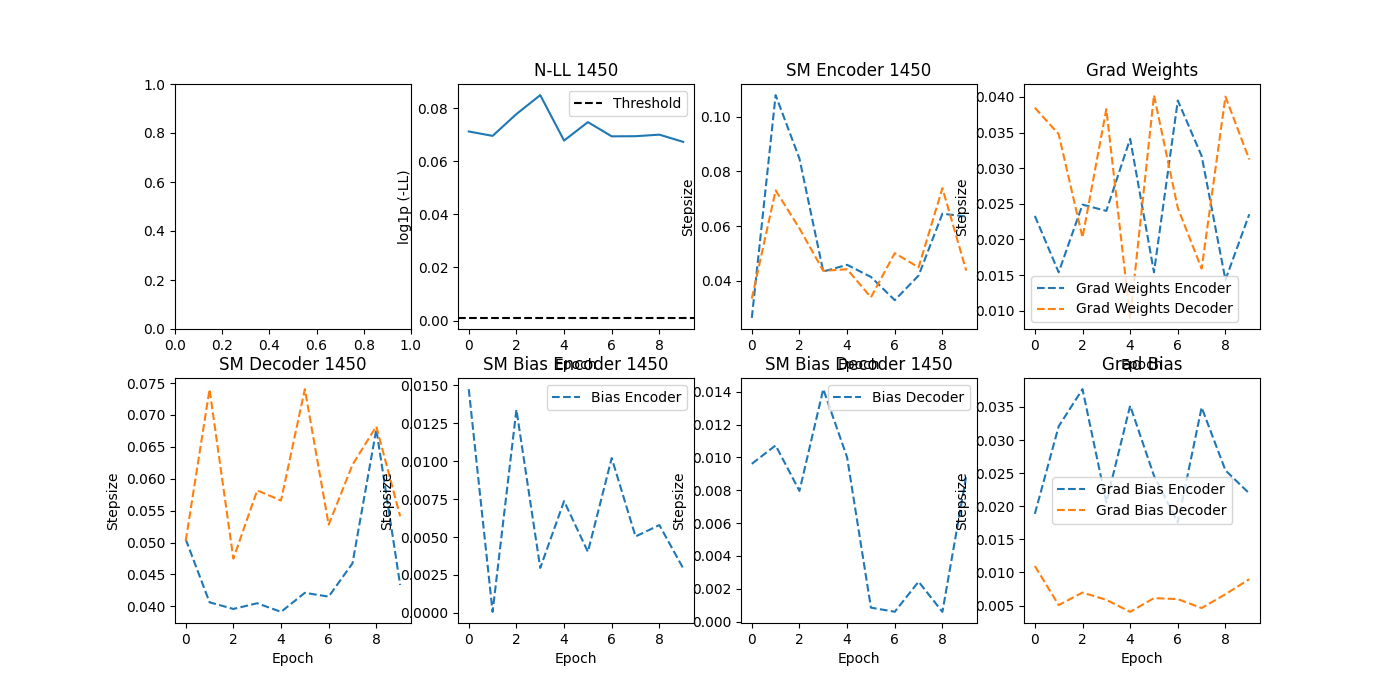 N-LL 1450
SM Encoder 1450
Grad Weights
1.0
0.8
0.6
0.4
0.2
0.0
0.0 0.2 0.4 0.6 0.8 1.0
log1p (-LL)
0.08
0.06
0.04
0.02
0.00
Threshold
0 2 4 6 8
Epoch
Stepsize
0.10
0.08
0.06
0.04
0 2 4 6 8
Epoch
Stepsize
0.040
0.035
0.030
0.025
0.020
0.015
0.010
Grad Weights Encoder
Grad Weights Decoder
0 2 4 6 8
Epoch
SM Decoder 1450
SM Bias Encoder 1450
SM Bias Decoder 1450
Grad Bias
Stepsize
0.075
0.070
0.065
0.060
0.055
0.050
0.045
0.040
0 2 4 6 8
Epoch
Stepsize
0.0150
0.0125
0.0100
0.0075
0.0050
0.0025
0.0000
Bias Encoder
0 2 4 6 8
Epoch
Stepsize
0.014
0.012
0.010
0.008
0.006
0.004
0.002
0.000
Bias Decoder
0 2 4 6 8
Epoch
Stepsize
0.035
0.030
0.025
0.020
0.015
0.010
0.005
Grad Bias Encoder
Grad Bias Decoder
0 2 4 6 8
Epoch